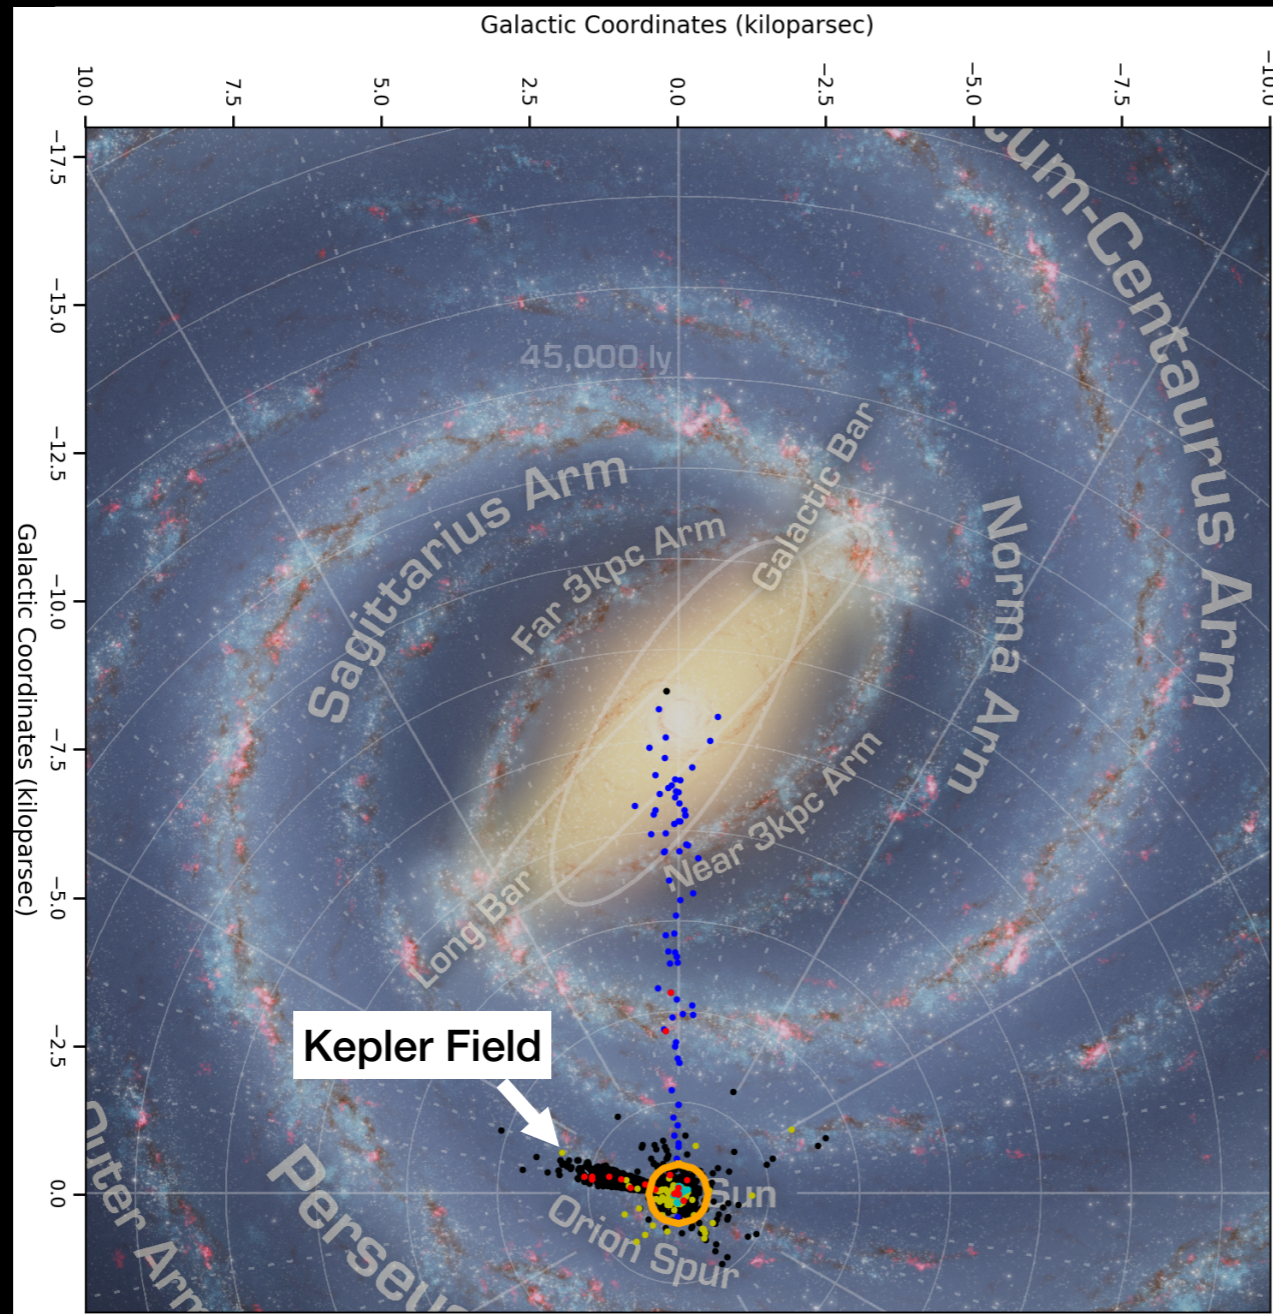 Galactic Coordinates (kiloparsec)
10.0
7.5
5.0
2.5
0.0
−2.5
−5.0
−7.5
−10.0
−17.5
−15.0
−12.5
−10.0
−7.5
−5.0
−2.5
0.0
Galactic Coordinates (kiloparsec)
cum-Centaurus Arm
45,000 ly
Galactic Bar
Sagittarius Arm
Far 3kpc Arm
Norma Arm
Near 3kpc Arm
Long Bar
Kepler Field
Sun
Orion Spur
Perseus
Outer Arm